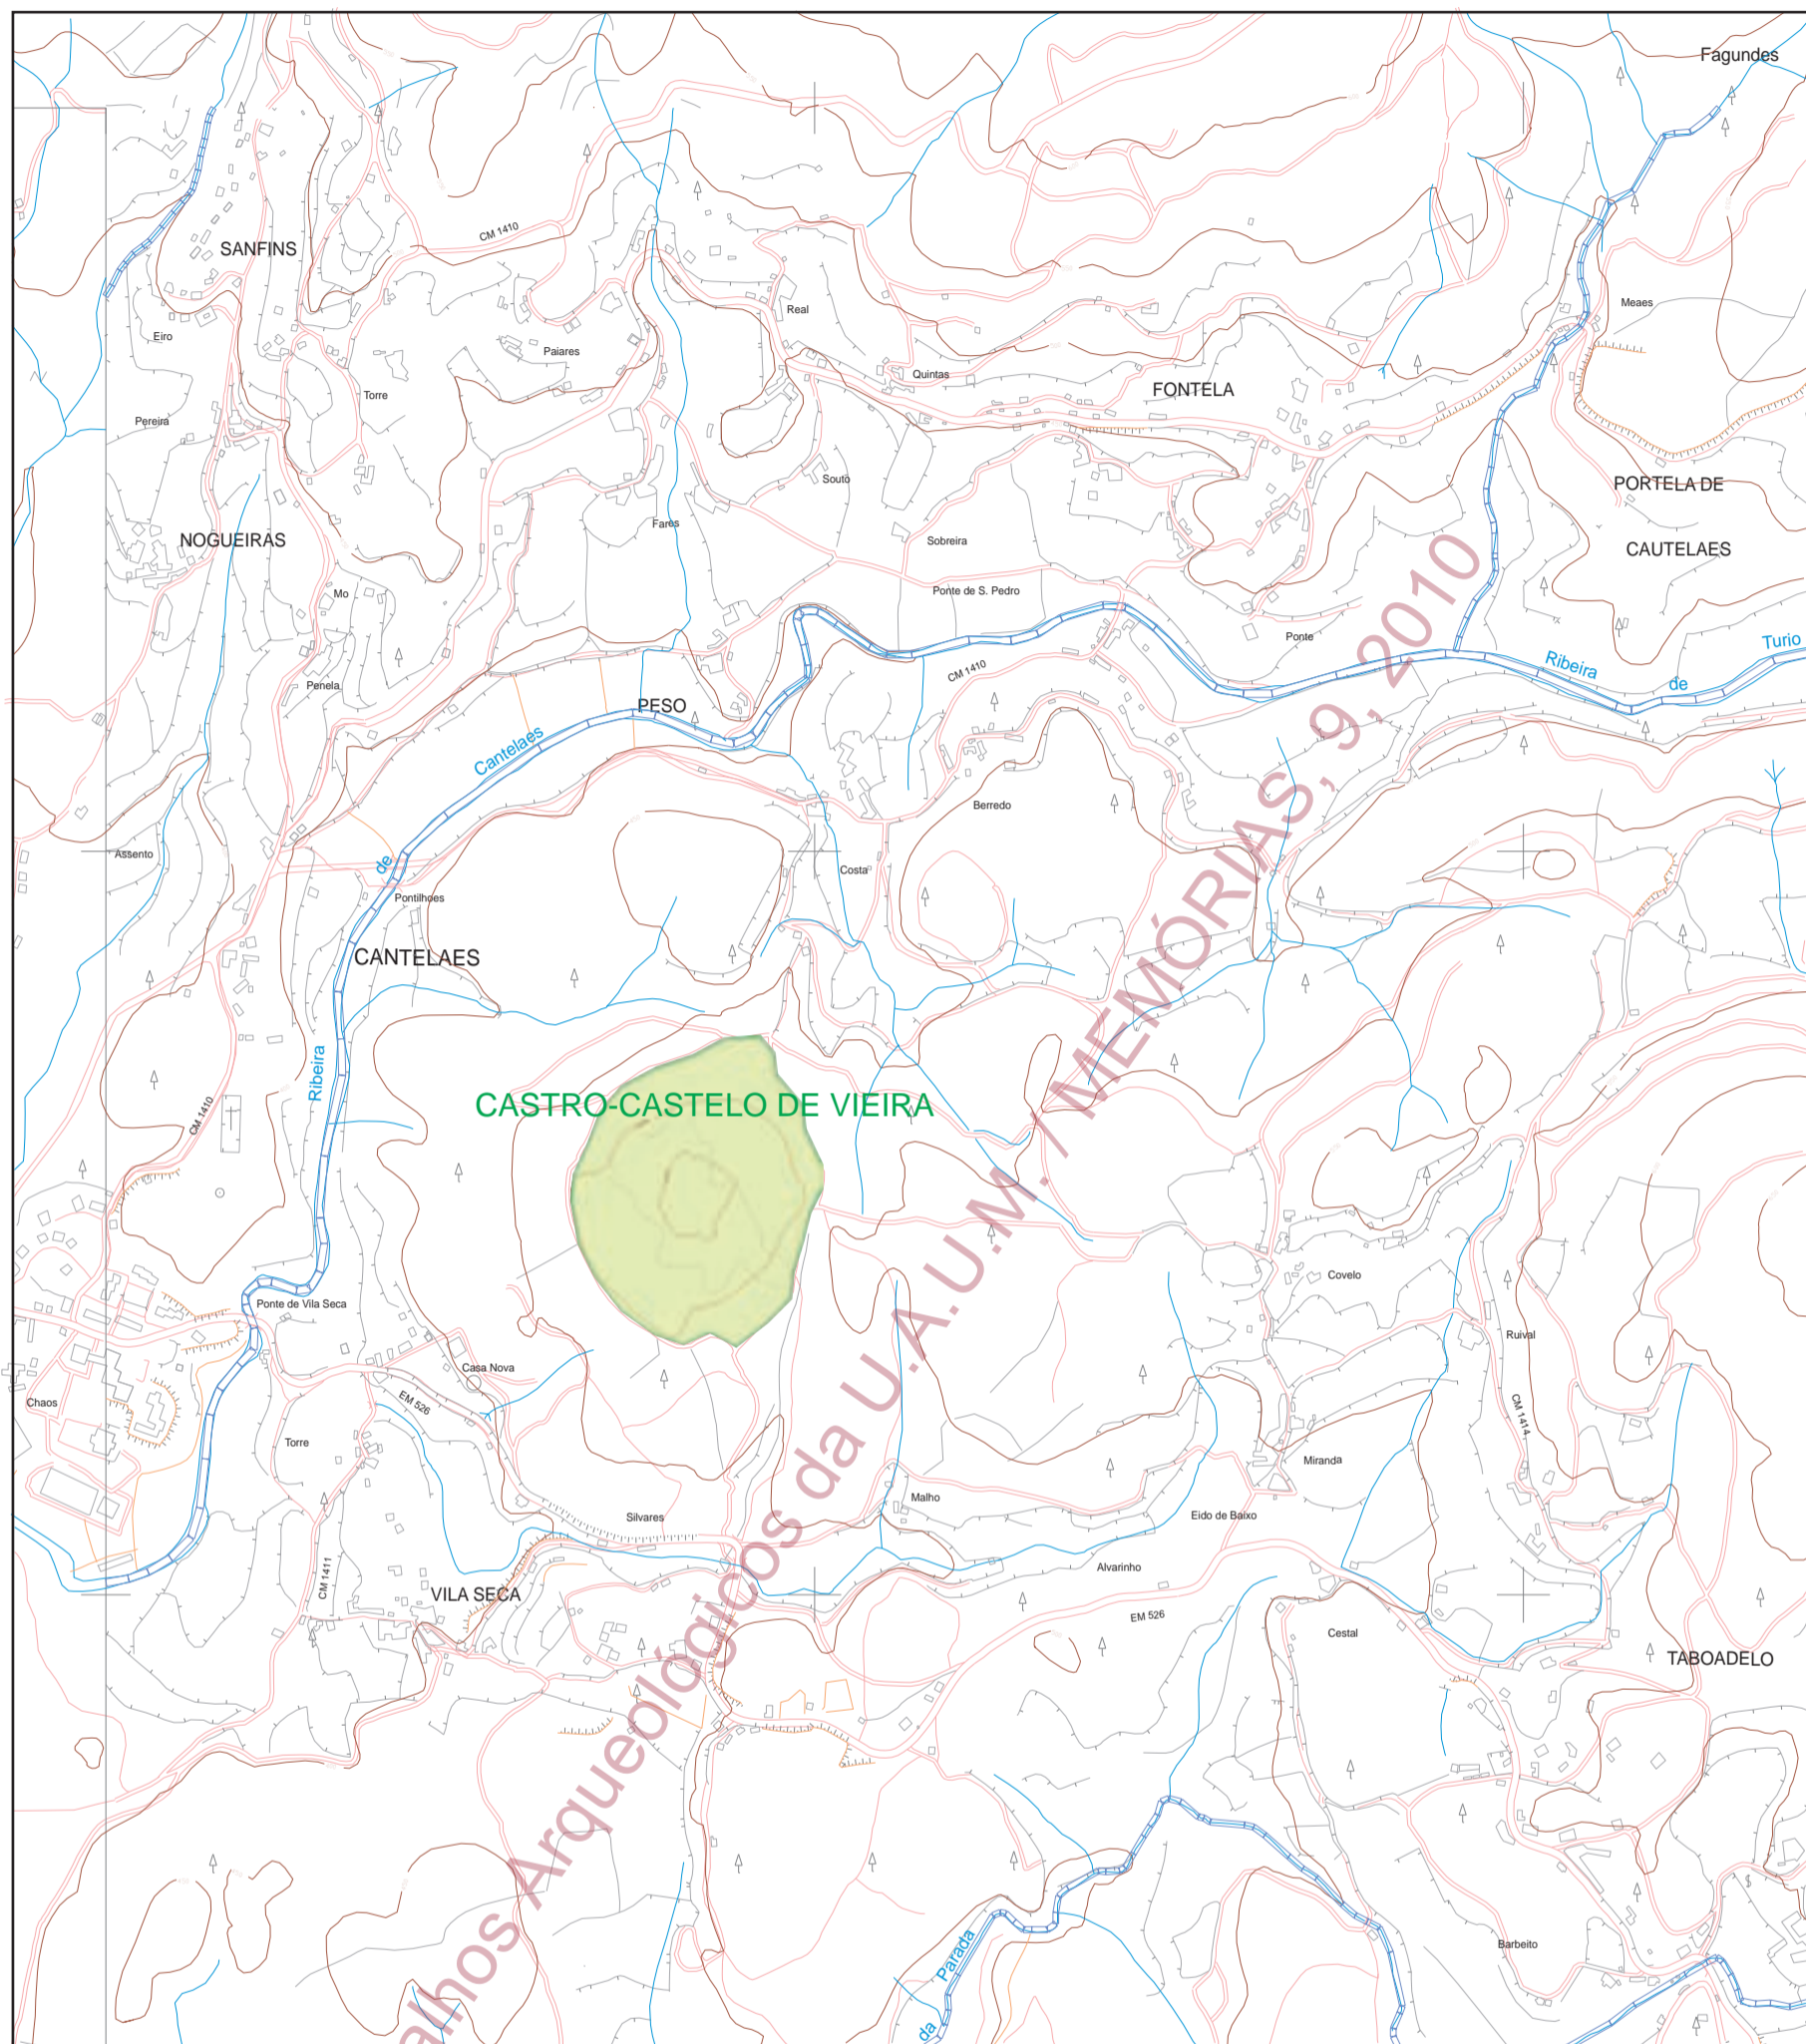 Fagundes
SANFINS
CM 1410
Real
Meaes
Eiro
Paiares
Quintas
FONTELA
Torre
Pereira
Souto
PORTELA DE
CAUTELAES
Fares
NOGUEIRAS
Sobreira
Mo
Ponte de S. Pedro
Ponte
Ribeira
de
Turio
CM 1410
Penela
PESO
Cantelaes
Berredo
Assento
de
Costa
Pontilhoes
CANTELAES
Ribeira
CM 1410
CASTRO-CASTELO DE VIEIRA
Covelo
Ponte de Vila Seca
Ruival
Casa Nova
EM 526
Chaos
CM 1414
Torre
Miranda
Malho
Silvares
Eido de Baixo
Alvarinho
CM 1411
VILA SECA
EM 526
Cestal
TABOADELO
Barbeito
Parada
da
alhos Arqueológicos da U.A.U.M. / MEMÓRIAS, 9, 2010